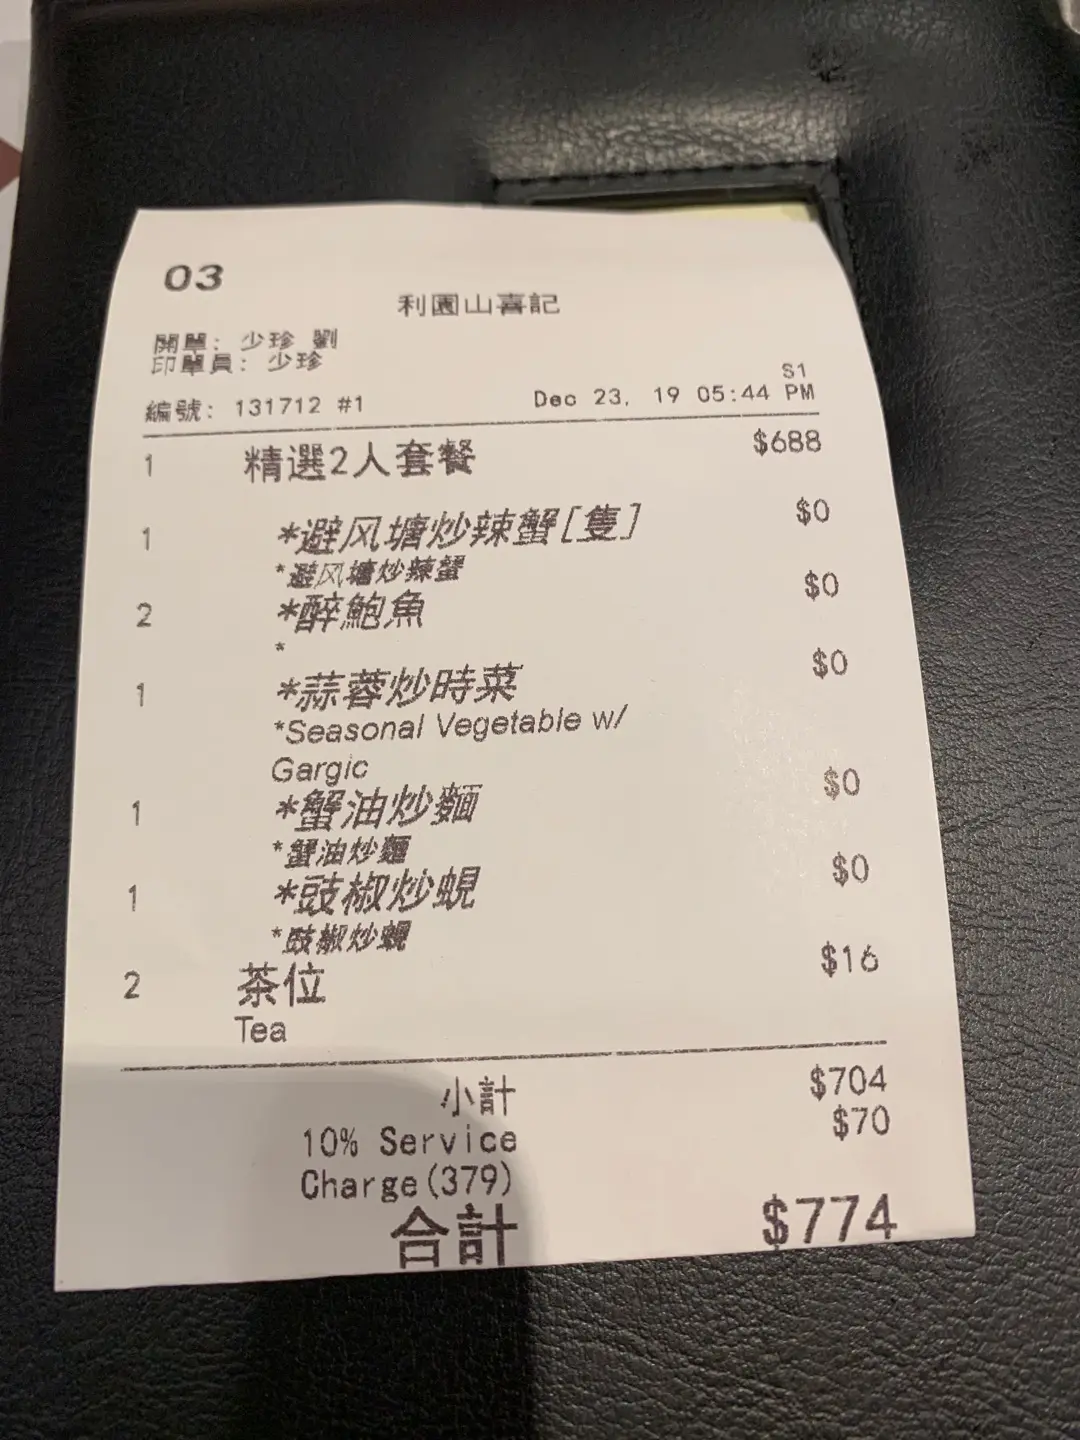 03
利園山喜記
開單: 少珍 劉
印單員: 少珍
S1
編號: 131712 #1 Dec 23, 19 05:44 PM
1 精選2人套餐 $688
1 *避风塘炒辣蟹[隻] $0
*避风塘炒辣蟹
2 *醉鮑魚 $0
*
1 *蒜蓉炒時菜 $0
*Seasonal Vegetable w/
Gargic
1 *蟹油炒麵 $0
*蟹油炒麵
1 *豉椒炒蜆 $0
*豉椒炒蜆
2 茶位 $16
Tea
小計 $704
10% Service $70
Charge(379)
合計 $774